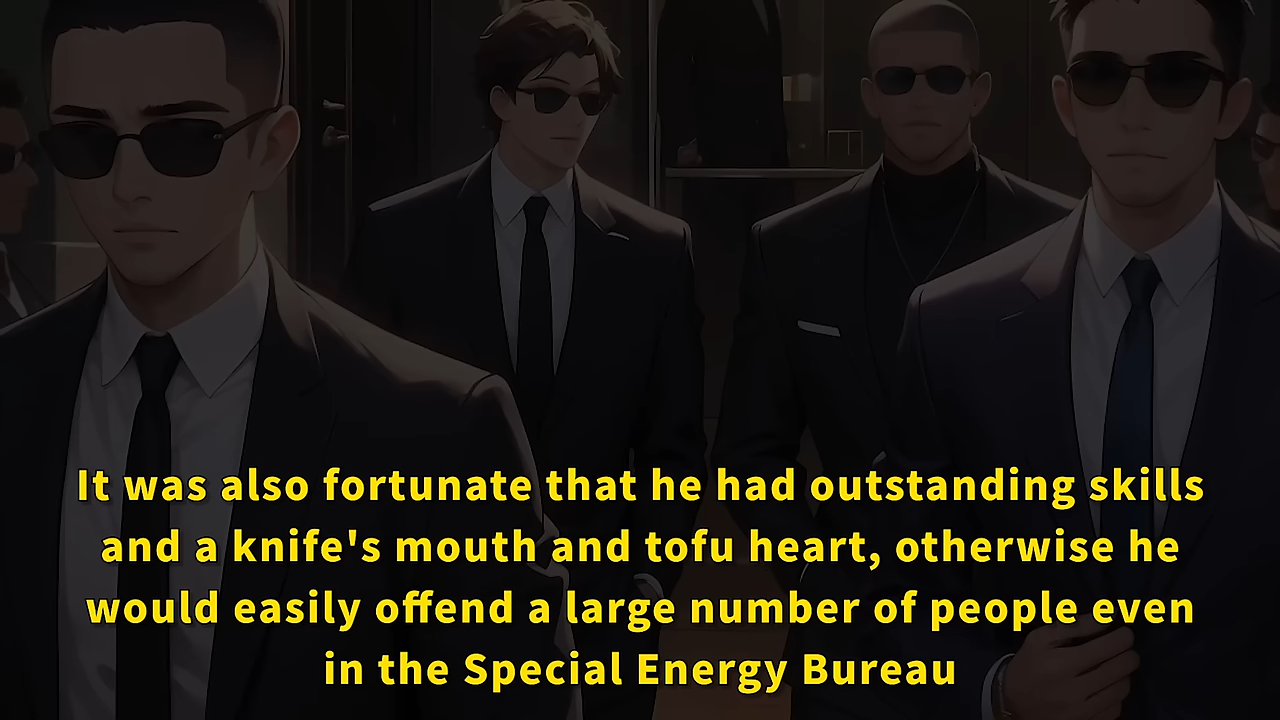 It was also fortunate that he had outstanding skills
and a knife's mouth and tofu heart, otherwise he
would easily offend a large number of people even
in the Special Energy Bureau